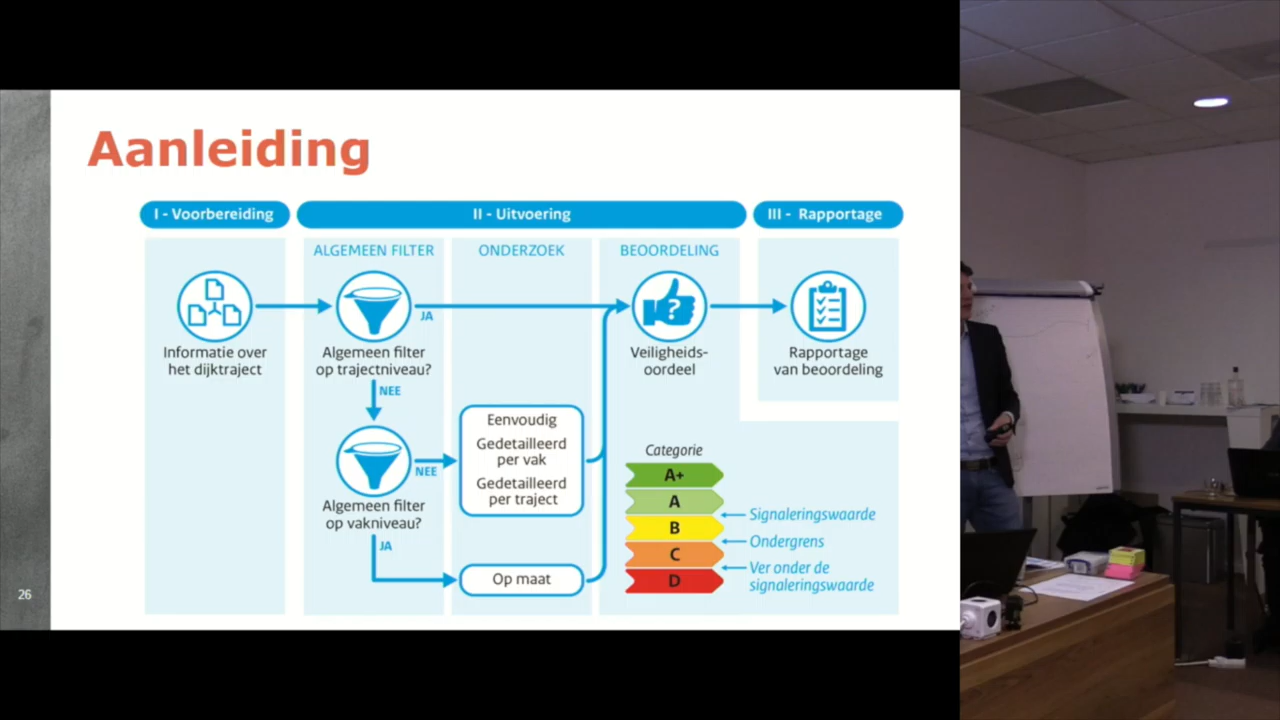 Aanleiding
I - Voorbereiding
II - Uitvoering
III - Rapportage
ALGEMEEN FILTER
ONDERZOEK
BEOORDELING
Informatie over
het dijktraject
Algemeen filter
op trajectniveau?
JA
NEE
Algemeen filter
op vakniveau?
NEE
JA
Eenvoudig
Gedetailleerd
per vak
Gedetailleerd
per traject
Op maat
?
Veiligheids-
oordeel
Rapportage
van beoordeling
Categorie
A+
A
B
C
D
Signaleringswaarde
Ondergrens
Ver onder de
signaleringswaarde
26